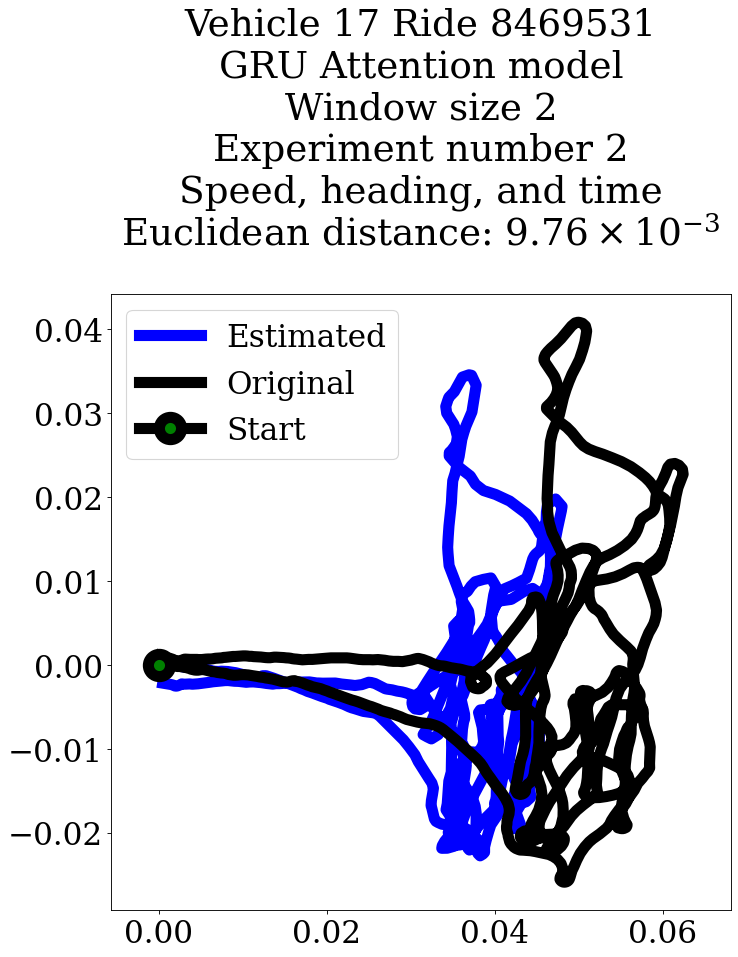 Vehicle 17 Ride 8469531
GRU Attention model
Window size 2
Experiment number 2
Speed, heading, and time
Euclidean distance: 9.76 × 10⁻³
Estimated
Original
Start
0.04
0.03
0.02
0.01
0.00
−0.01
−0.02
0.00 0.02 0.04 0.06